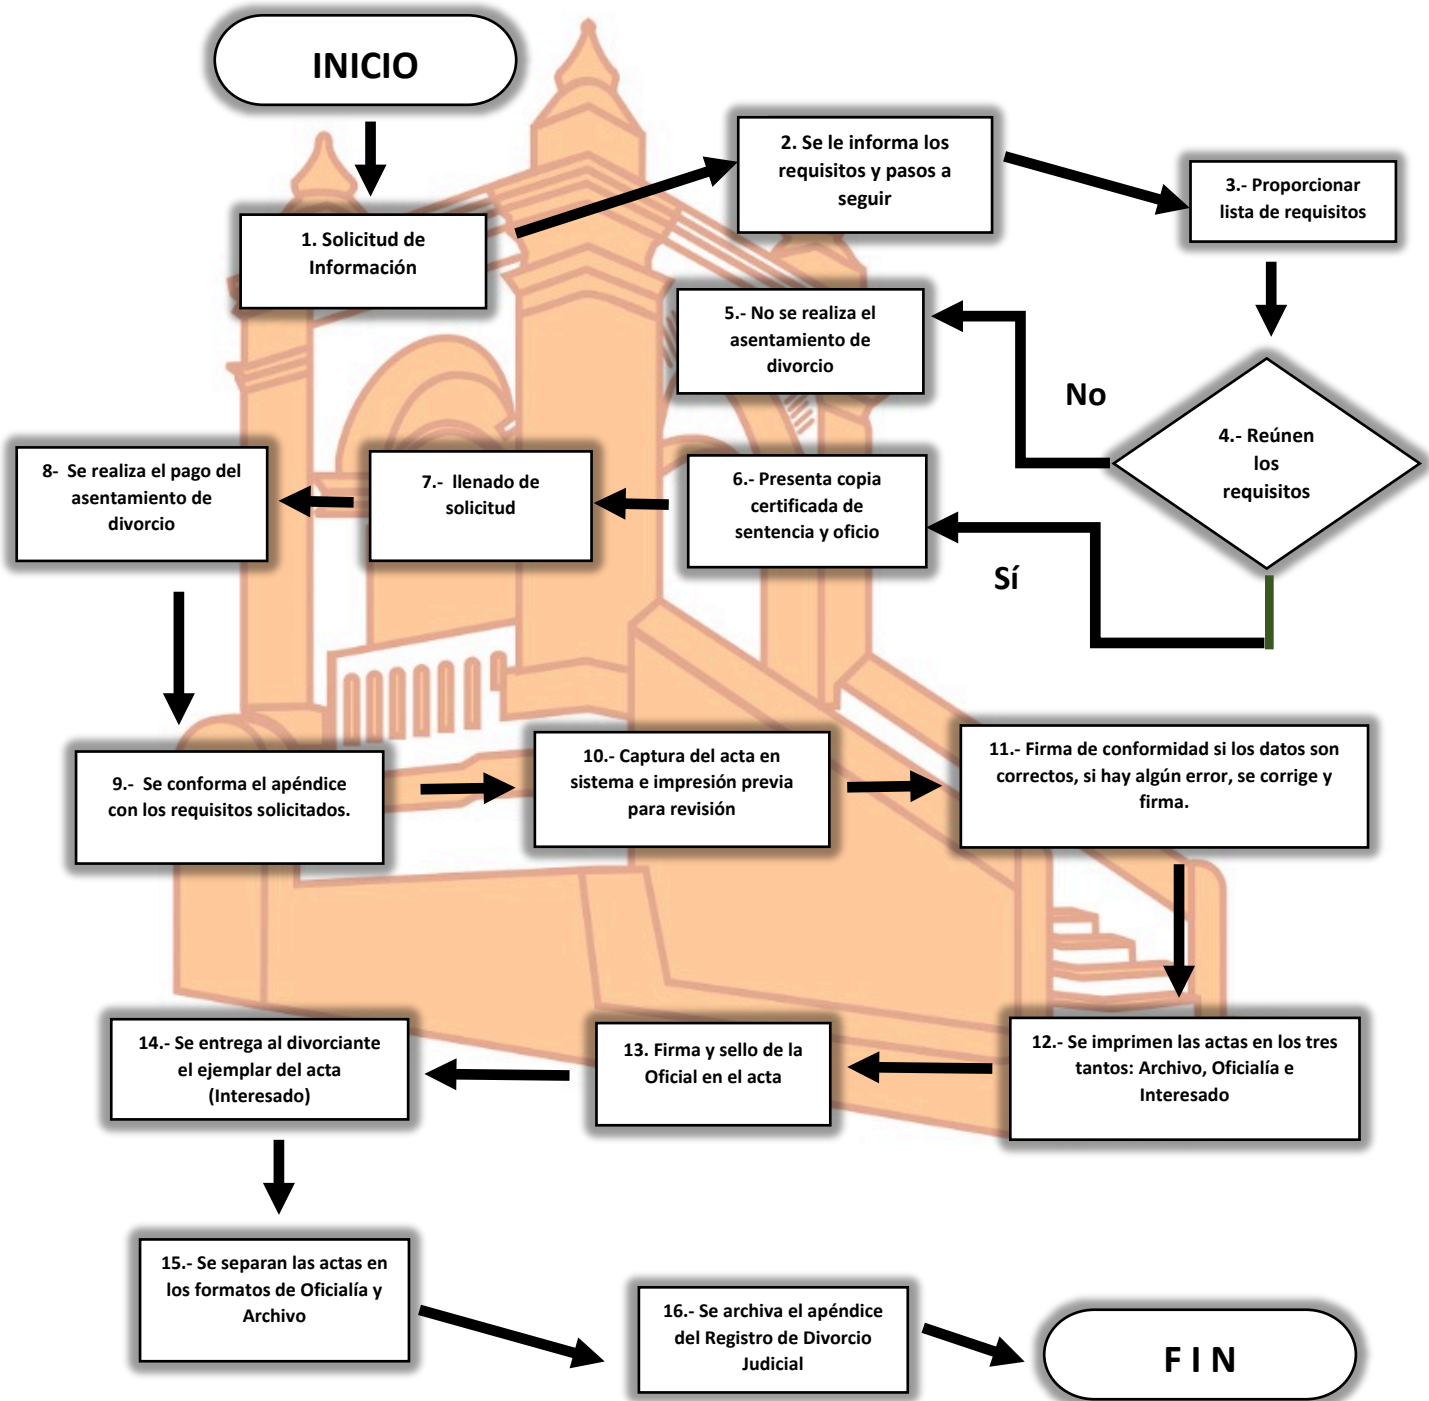 INICIO
1. Solicitud de
Información
2. Se le informa los
requisitos y pasos a
seguir
3.- Proporcionar
lista de requisitos
4.- Reúnen
los
requisitos
No
5.- No se realiza el
asentamiento de
divorcio
Sí
6.- Presenta copia
certificada de
sentencia y oficio
7.- llenado de
solicitud
8- Se realiza el pago del
asentamiento de
divorcio
9.- Se conforma el apéndice
con los requisitos solicitados.
10.- Captura del acta en
sistema e impresión previa
para revisión
11.- Firma de conformidad si los datos son
correctos, si hay algún error, se corrige y
firma.
12.- Se imprimen las actas en los tres
tantos: Archivo, Oficialía e
Interesado
13. Firma y sello de la
Oficial en el acta
14.- Se entrega al divorciante
el ejemplar del acta
(Interesado)
15.- Se separan las actas en
los formatos de Oficialía y
Archivo
16.- Se archiva el apéndice
del Registro de Divorcio
Judicial
F I N